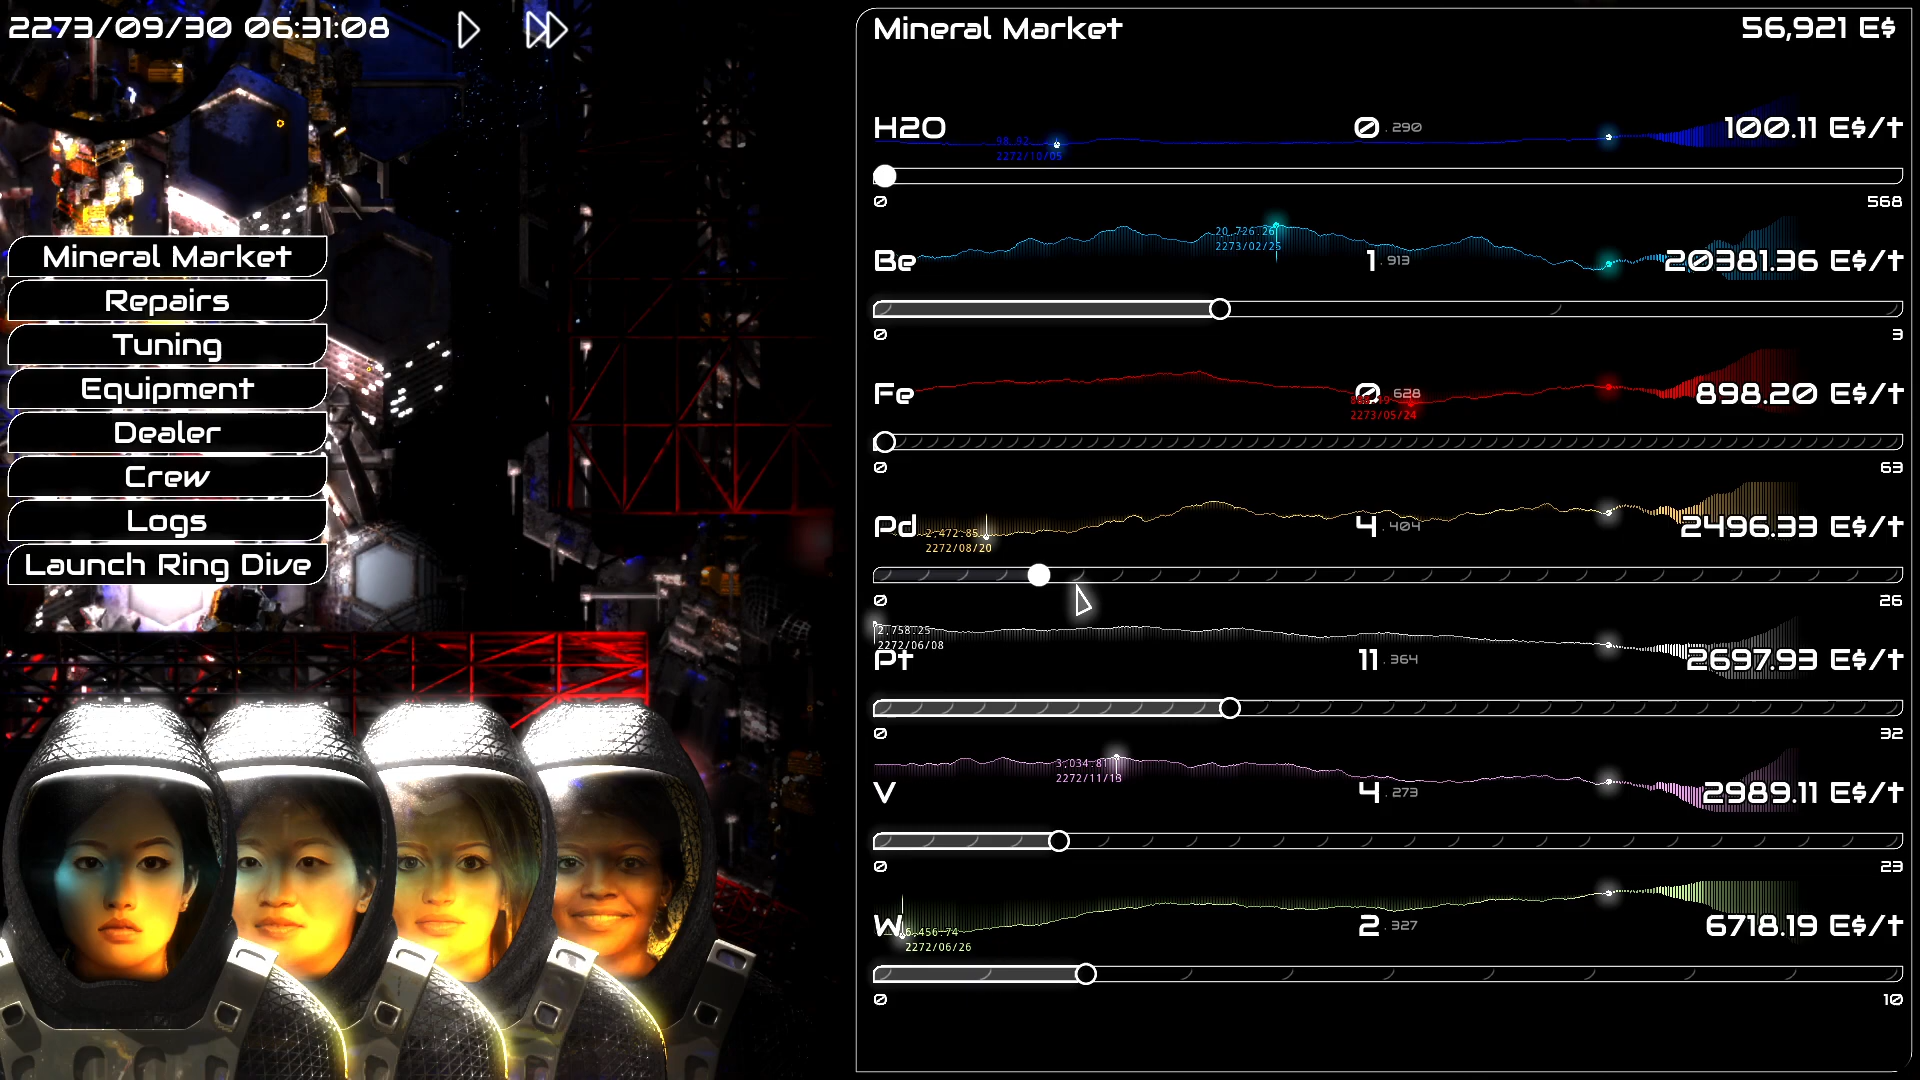 2273/09/30 06:31:08
Mineral Market
Repairs
Tuning
Equipment
Dealer
Crew
Logs
Launch Ring Dive
Mineral Market 56,921 E$
H2O 0.290 100.11 E$/t
98.92
2272/10/05
0 568
20,726.26
2273/02/25
Be 1.913 20381.36 E$/t
0 3
Fe 0.628 898.20 E$/t
2273/05/24
0 63
Pd 4.404 2496.33 E$/t
2,472.85
2272/08/20
0 26
2,758.25
2272/06/08
Pt 11.364 2697.93 E$/t
0 32
3,034.81
2272/11/13
V 4.273 2989.11 E$/t
0 23
W 2.327 6718.19 E$/t
6,456.74
2272/06/26
0 10